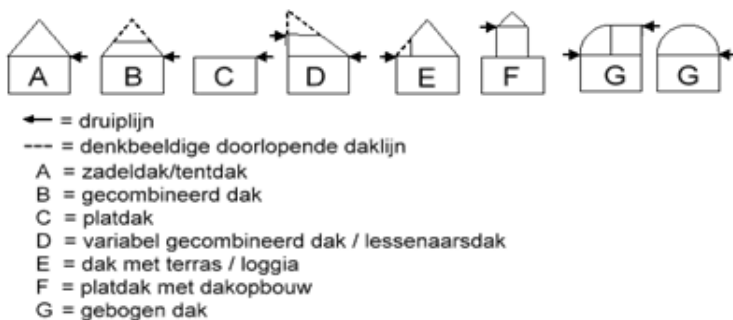 A B C D E F G G
= druiplijn
= denkbeeldige doorlopende daklijn
A = zadeldak/tentdak
B = gecombineerd dak
C = platdak
D = variabel gecombineerd dak / lessenaarsdak
E = dak met terras / loggia
F = platdak met dakopbouw
G = gebogen dak